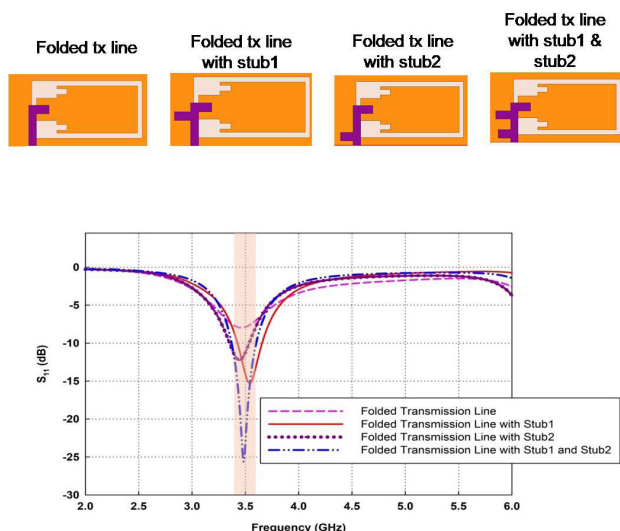 Folded tx line
Folded tx line
with stub1
Folded tx line
with stub2
Folded tx line
with stub1 &
stub2
0
-5
-10
-15
-20
-25
-30
S11 (dB)
Folded Transmission Line
Folded Transmission Line with Stub1
Folded Transmission Line with Stub2
Folded Transmission Line with Stub1 and Stub2
2.0 2.5 3.0 3.5 4.0 4.5 5.0 5.5 6.0
Frequency (GHz)